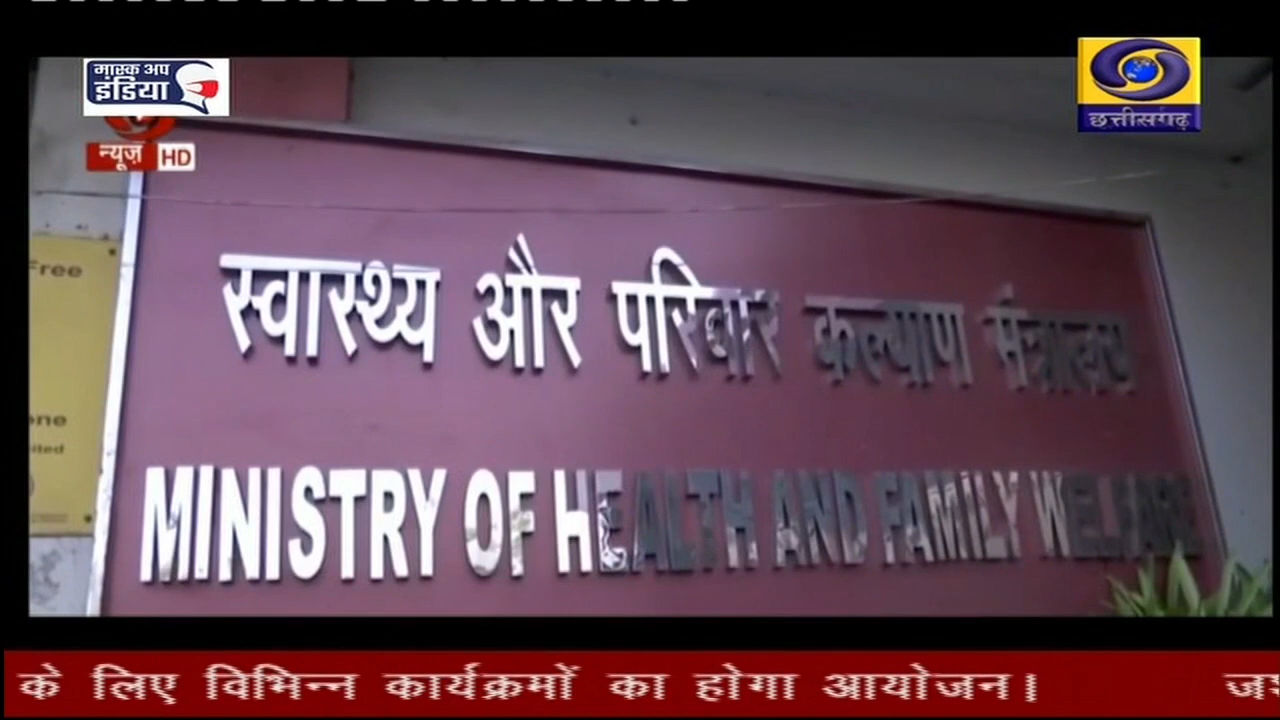 मास्क अप
इंडिया
न्यूज़ HD
छत्तीसगढ़
Free
स्वास्थ्य और परिवार कल्याण मंत्रालय
MINISTRY OF HEALTH AND FAMILY WELFARE
के लिए विभिन्न कार्यक्रमों का होगा आयोजन।